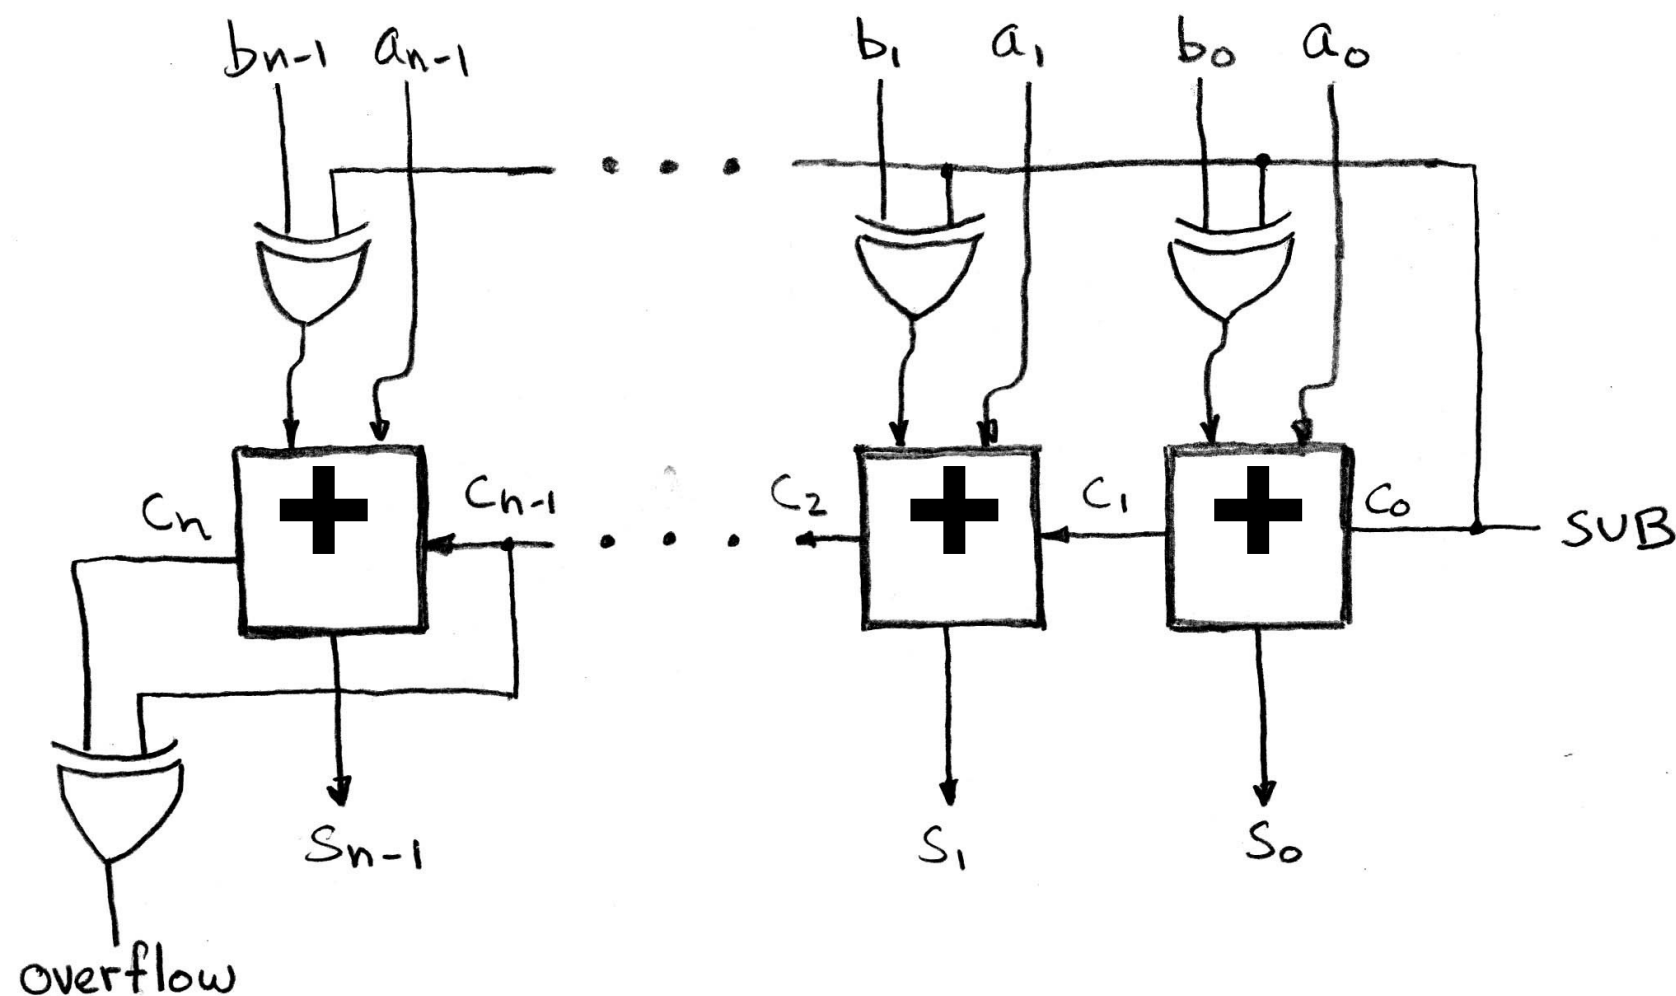 bn-1 an-1 b1 a1 b0 a0
cn cn-1 c2 c1 c0 SUB
+ + +
sn-1 s1 s0
overflow